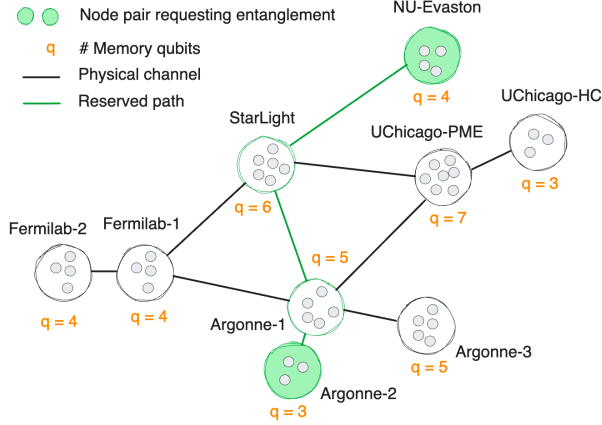 Node pair requesting entanglement
q # Memory qubits
Physical channel
Reserved path
NU-Evaston
q = 4
UChicago-HC
q = 3
StarLight
q = 6
UChicago-PME
q = 7
Fermilab-2
q = 4
Fermilab-1
q = 4
q = 5
Argonne-1
Argonne-3
q = 5
Argonne-2
q = 3